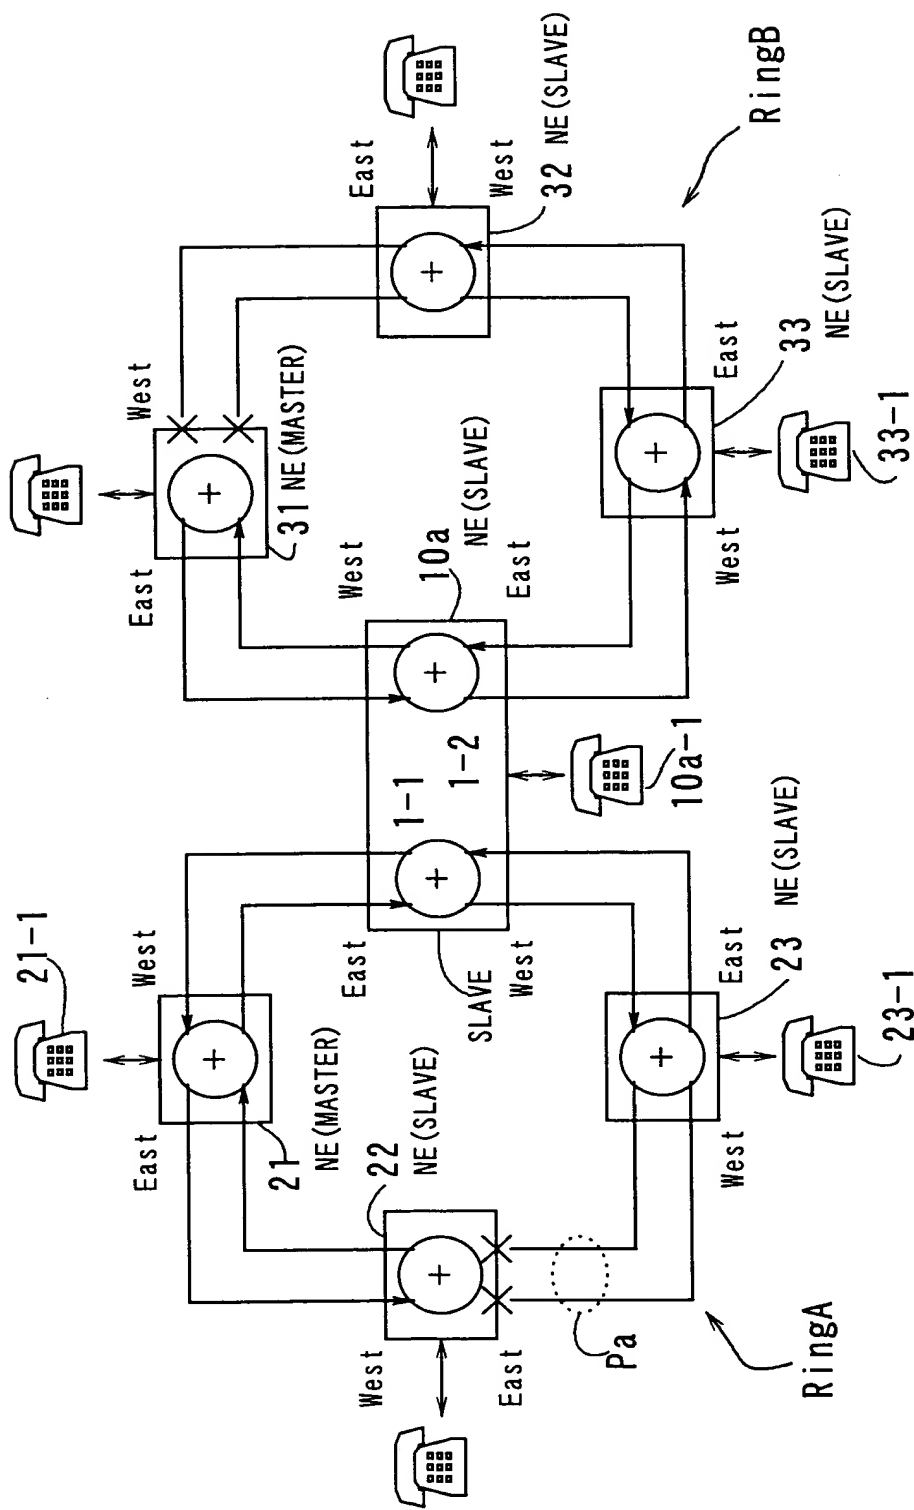 21-1
East
West
21
NE(MASTER)
22
NE(SLAVE)
West
East
Pa
RingA
East
West
SLAVE
1-1
1-2
10a-1
West
East
23
NE(SLAVE)
23-1
East
West
31 NE(MASTER)
West
10a
NE(SLAVE)
East
East
West
32 NE(SLAVE)
West
East
33
NE(SLAVE)
33-1
RingB
+
+
+
+
+
+
+
+